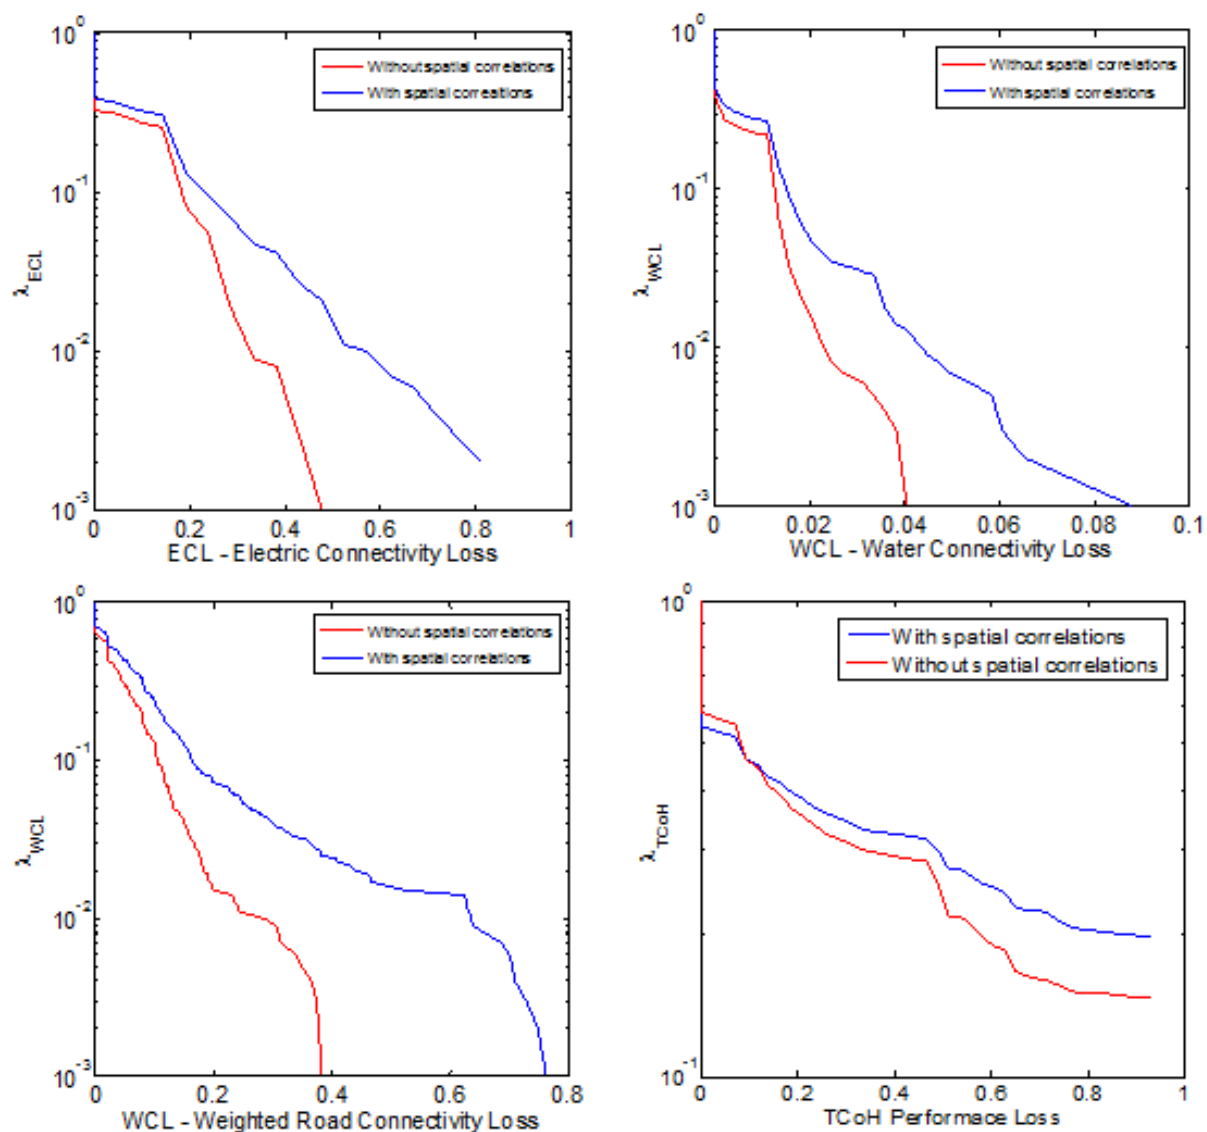 10^0
Without spatial correlations
With spatial correaltions
10^-1
λ_ECL
10^-2
10^-3
0 0.2 0.4 0.6 0.8 1
ECL - Electric Connectivity Loss
10^0
Without spatial correlations
With spatial correlations
10^-1
λ_WCL
10^-2
10^-3
0 0.02 0.04 0.06 0.08 0.1
WCL - Water Connectivity Loss
10^0
Without spatial correlations
With spatial correlations
10^-1
λ_WCL
10^-2
10^-3
0 0.2 0.4 0.6 0.8
WCL - Weighted Road Connectivity Loss
10^0
With spatial correlations
Without spatial correlations
λ_TCoH
10^-1
0 0.2 0.4 0.6 0.8 1
TCoH Performace Loss